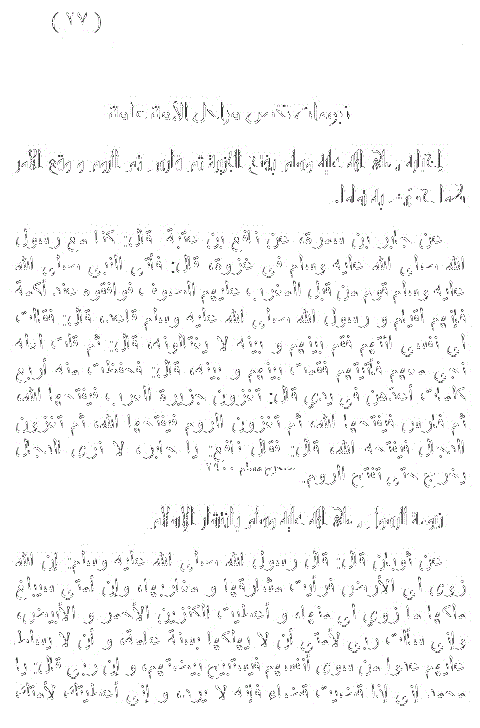 (٢٧)
نبوءات تخص مراحل الأمة عامة
إخباره صلى الله عليه وسلم بفتح الجزيرة ثم فارس ثم الروم و وقع الأمر
كما
عن جابر بن سمرة، عن نافع بن عتبة قال: كنا مع رسول
الله صلى الله عليه وسلم في غزوة، قال: فأتى النبي صلى الله
عليه وسلم قوم من قبل المغرب عليهم الصوف فوافقوه عند أكمة
فإنهم لقيام و رسول الله صلى الله عليه وسلم قاعد، قال: فقالت
لي نفسي ائتهم فقم بينهم و بينه لا يغتالونه، قال: ثم قلت لعله
نجي معهم فأتيتهم فقمت بينهم و بينه، قال: فحفظت منه أربع
كلمات أعدهن في يدي قال: تغزون جزيرة العرب فيفتحها الله،
ثم فارس فيفتحها الله، ثم تغزون الروم فيفتحها الله، ثم تغزون
الدجال فيفتحه الله، قال: فقال نافع: يا جابر، لا نرى الدجال
يخرج حتى تفتح الروم. صحيح مسلم ٢٩٠٠
نبوءة الرسول صلى الله عليه وسلم بانتشار الإسلام
عن ثوبان قال: قال رسول الله صلى الله عليه وسلم: إن الله
زوى لي الأرض فرأيت مشارقها و مغاربها، وإن أمتي سيبلغ
ملكها ما زوي لي منها، و أعطيت الكنزين الأحمر و الأبيض،
وإني سألت ربي لأمتي أن لا يهلكها بسنة عامة، و أن لا يسلط
عليهم عدوا من سوى أنفسهم فيستبيح بيضتهم، و إن ربي قال: يا
محمد إني إذا قضيت قضاء فإنه لا يرد، و إني أعطيتك لأمتك